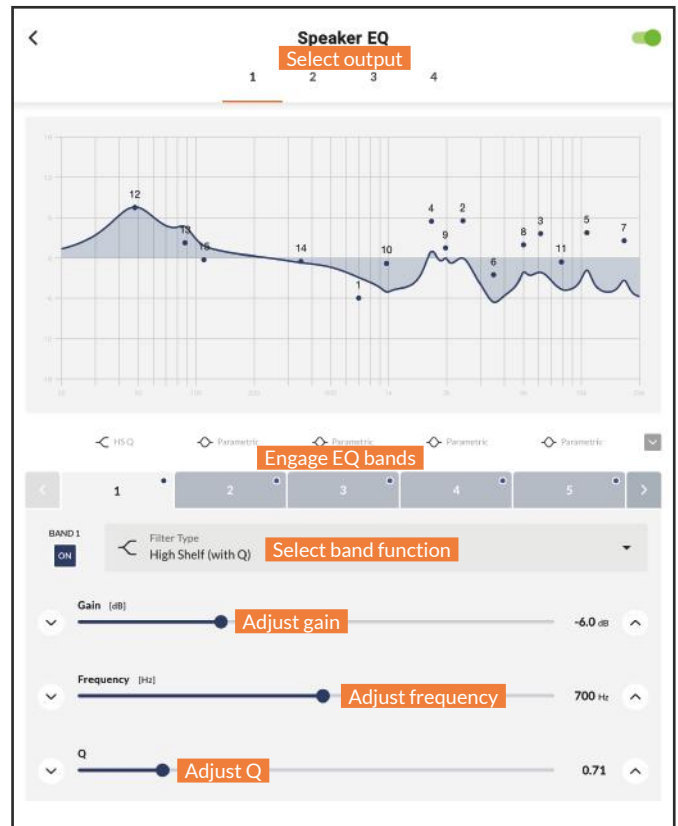 Speaker EQ
Select output
1 2 3 4
18
12
12
13
15
14
1
10
4
9
2
6
8
3
11
5
7
HS Q Parametric Parametric Parametric Parametric
Engage EQ bands
1 2 3 4 5
BAND 1
ON
Filter Type
High Shelf (with Q)
Select band function
Gain [dB]
Adjust gain
-6.0 dB
Frequency [Hz]
Adjust frequency
700 Hz
Q
Adjust Q
0.71